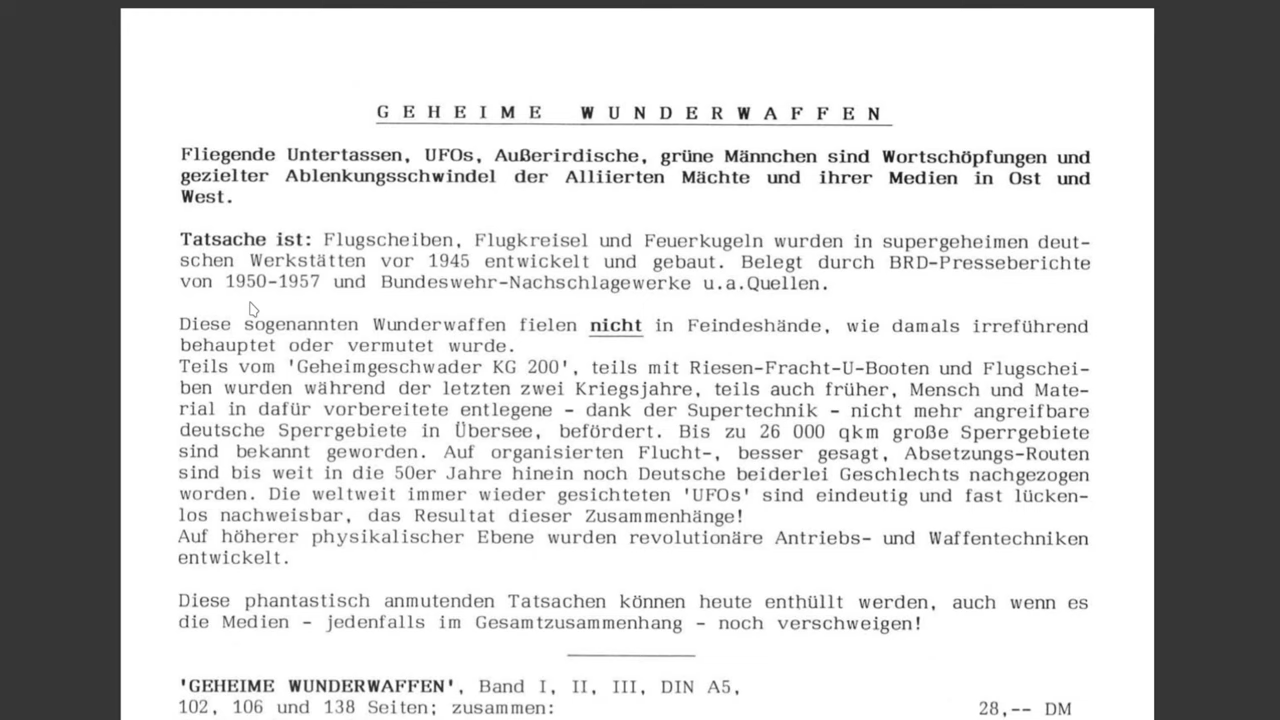 GEHEIME WUNDERWAFFEN
Fliegende Untertassen, UFOs, Außerirdische, grüne Männchen sind Wortschöpfungen und
gezielter Ablenkungsschwindel der Alliierten Mächte und ihrer Medien in Ost und
West.
Tatsache ist: Flugscheiben, Flugkreisel und Feuerkugeln wurden in supergeheimen deut-
schen Werkstätten vor 1945 entwickelt und gebaut. Belegt durch BRD-Presseberichte
von 1950-1957 und Bundeswehr-Nachschlagewerke u.a.Quellen.
Diese sogenannten Wunderwaffen fielen nicht in Feindeshände, wie damals irreführend
behauptet oder vermutet wurde.
Teils vom 'Geheimgeschwader KG 200', teils mit Riesen-Fracht-U-Booten und Flugschei-
ben wurden während der letzten zwei Kriegsjahre, teils auch früher, Mensch und Mate-
rial in dafür vorbereitete entlegene - dank der Supertechnik - nicht mehr angreifbare
deutsche Sperrgebiete in Übersee, befördert. Bis zu 26 000 qkm große Sperrgebiete
sind bekannt geworden. Auf organisierten Flucht-, besser gesagt, Absetzungs-Routen
sind bis weit in die 50er Jahre hinein noch Deutsche beiderlei Geschlechts nachgezogen
worden. Die weltweit immer wieder gesichteten 'UFOs' sind eindeutig und fast lücken-
los nachweisbar, das Resultat dieser Zusammenhänge!
Auf höherer physikalischer Ebene wurden revolutionäre Antriebs- und Waffentechniken
entwickelt.
Diese phantastisch anmutenden Tatsachen können heute enthüllt werden, auch wenn es
die Medien - jedenfalls im Gesamtzusammenhang - noch verschweigen!
'GEHEIME WUNDERWAFFEN', Band I, II, III, DIN A5,
102, 106 und 138 Seiten; zusammen: 28,-- DM